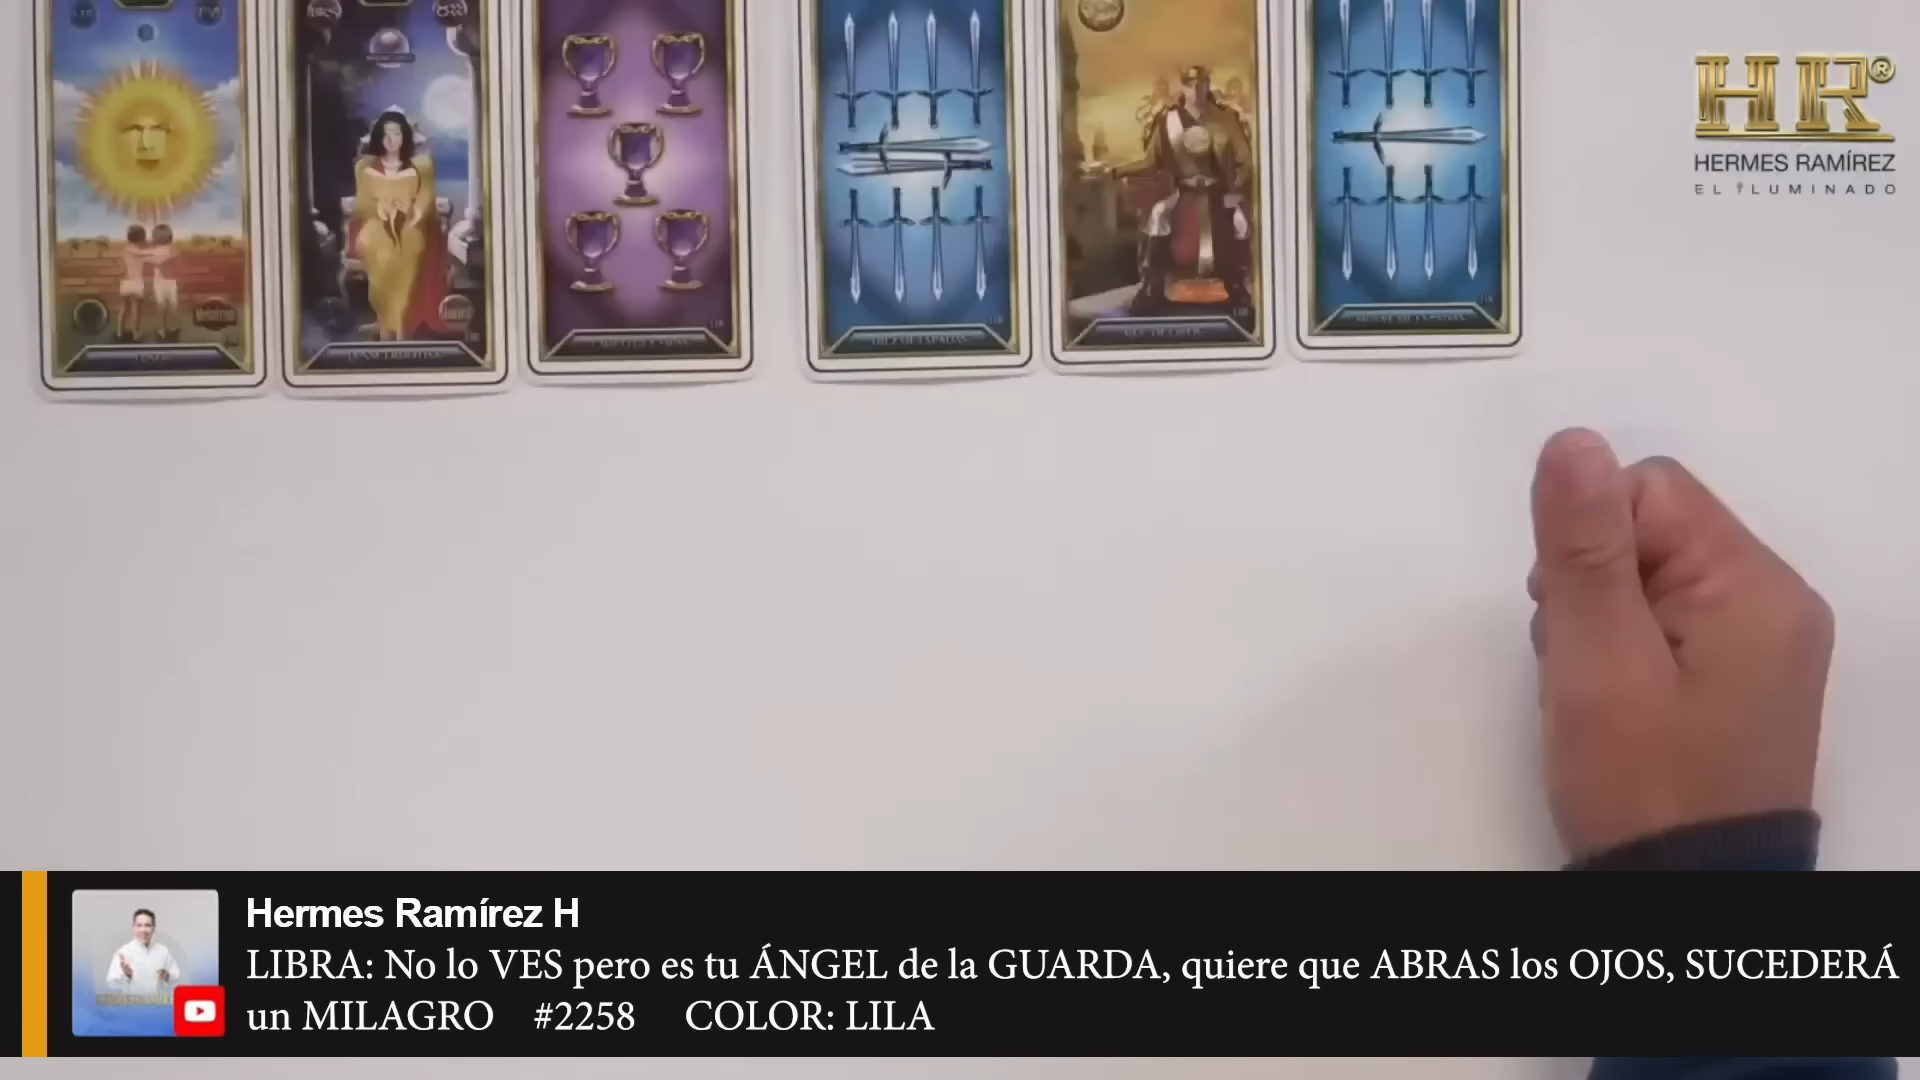 HR®
HERMES RAMÍREZ
EL ILUMINADO
Hermes Ramírez H
LIBRA: No lo VES pero es tu ÁNGEL de la GUARDA, quiere que ABRAS los OJOS, SUCEDERÁ
un MILAGRO #2258 COLOR: LILA